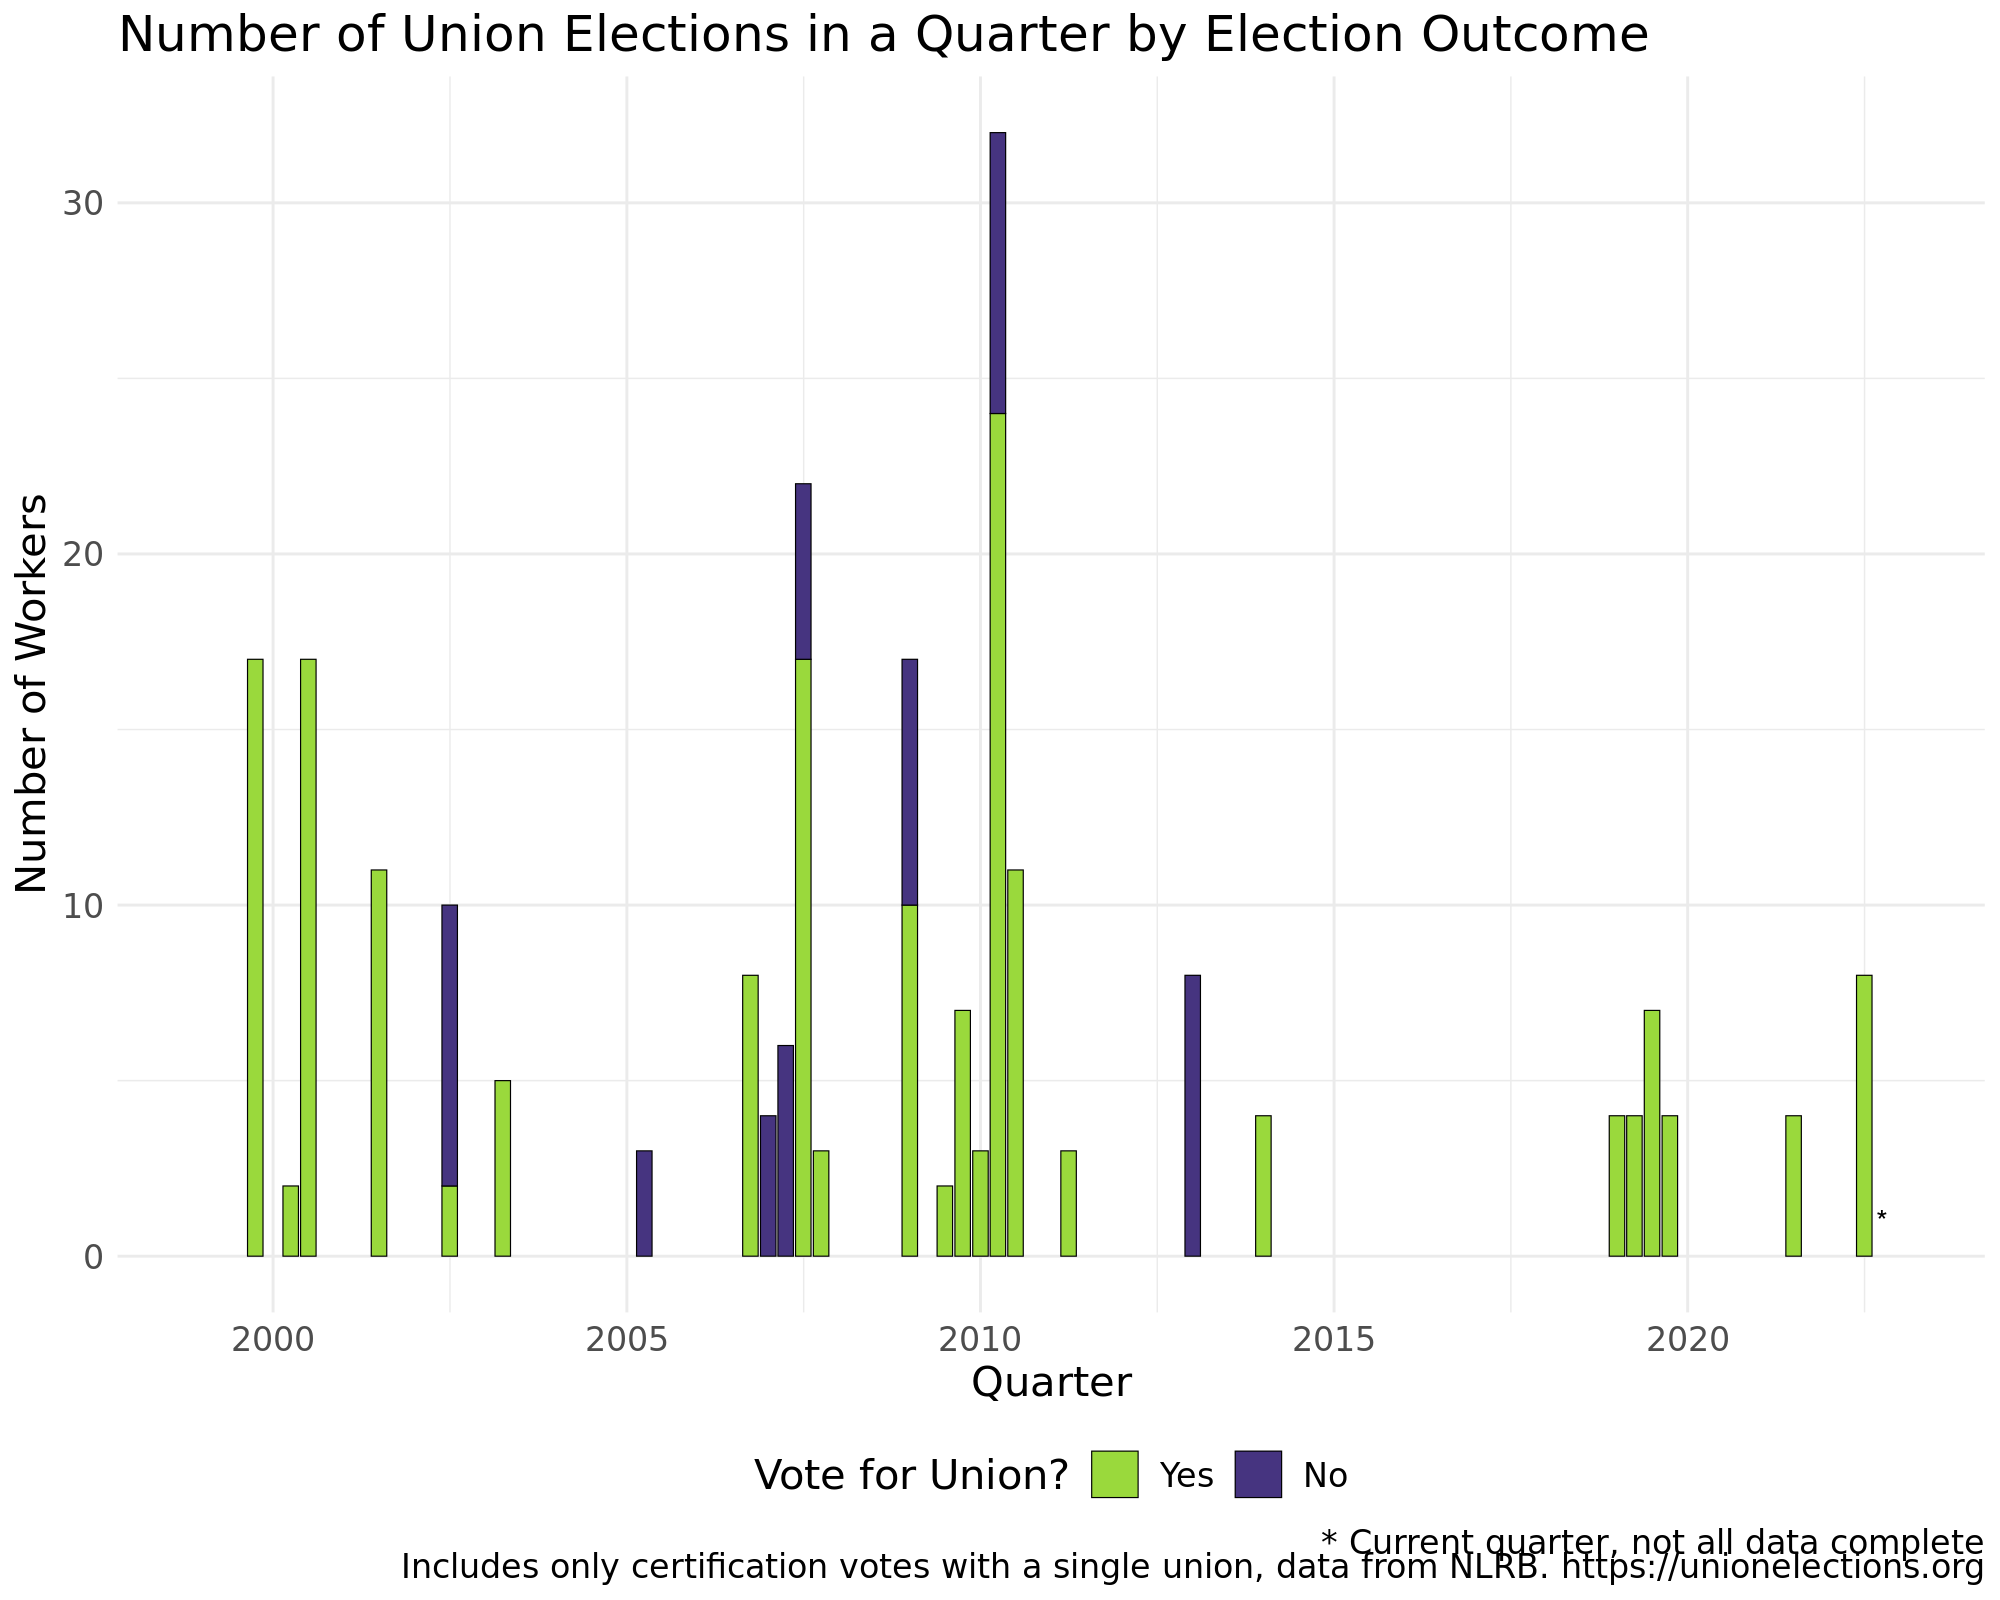 Number of Union Elections in a Quarter by Election Outcome
Number of Workers
30
20
10
0
*
2000 2005 2010 2015 2020
Quarter
Vote for Union? Yes No
* Current quarter, not all data complete
Includes only certification votes with a single union, data from NLRB. https://unionelections.org